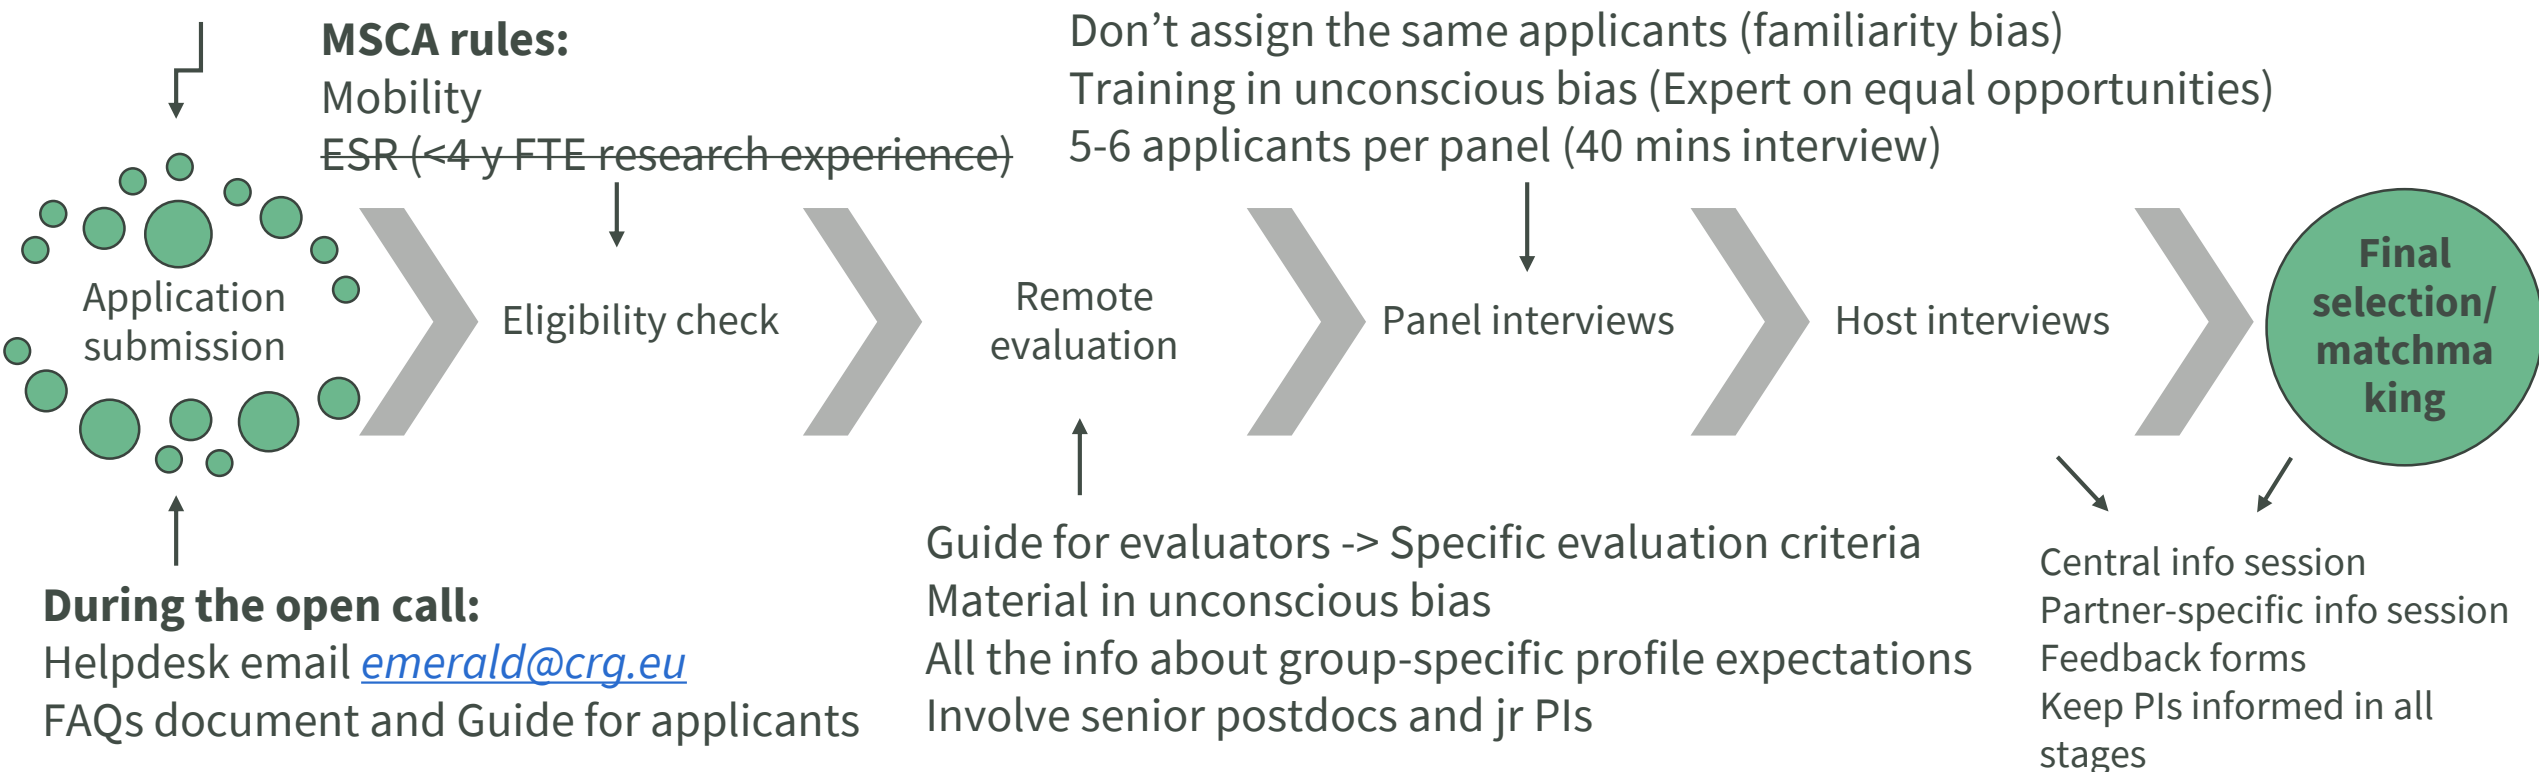 MSCA rules:
Mobility
ESR (<4 y FTE research experience)
Don’t assign the same applicants (familiarity bias)
Training in unconscious bias (Expert on equal opportunities)
5-6 applicants per panel (40 mins interview)
Application
submission
Eligibility check
Remote
evaluation
Panel interviews
Host interviews
Final
selection/
matchma
king
During the open call:
Helpdesk email emerald@crg.eu
FAQs document and Guide for applicants
Guide for evaluators -> Specific evaluation criteria
Material in unconscious bias
All the info about group-specific profile expectations
Involve senior postdocs and jr PIs
Central info session
Partner-specific info session
Feedback forms
Keep PIs informed in all
stages